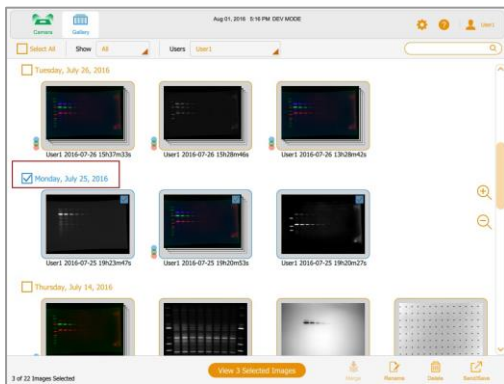 Aug 01, 2016 5:16 PM DEV MODE
Camera
Gallery
User1
Select All
Show
All
Users
User1
Tuesday, July 26, 2016
User1 2016-07-26 15h37m33s
User1 2016-07-26 15h28m46s
User1 2016-07-26 13h28m42s
Monday, July 25, 2016
User1 2016-07-25 19h23m47s
User1 2016-07-25 19h20m53s
User1 2016-07-25 19h20m27s
Thursday, July 14, 2016
3 of 22 Images Selected
View 3 Selected Images
Merge
Rename
Delete
Send/Share